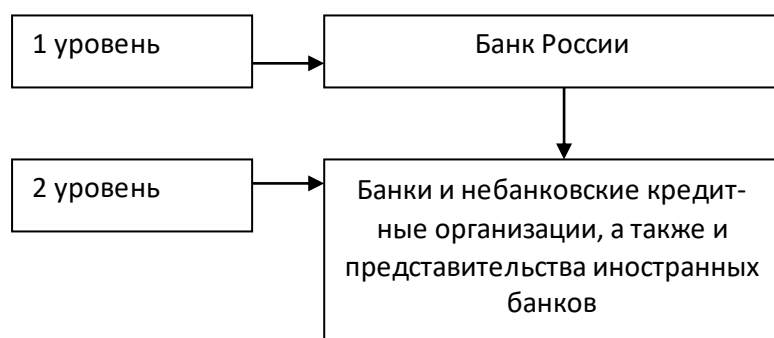 1 уровень
Банк России
2 уровень
Банки и небанковские кредит-
ные организации, а также и
представительства иностранных
банков